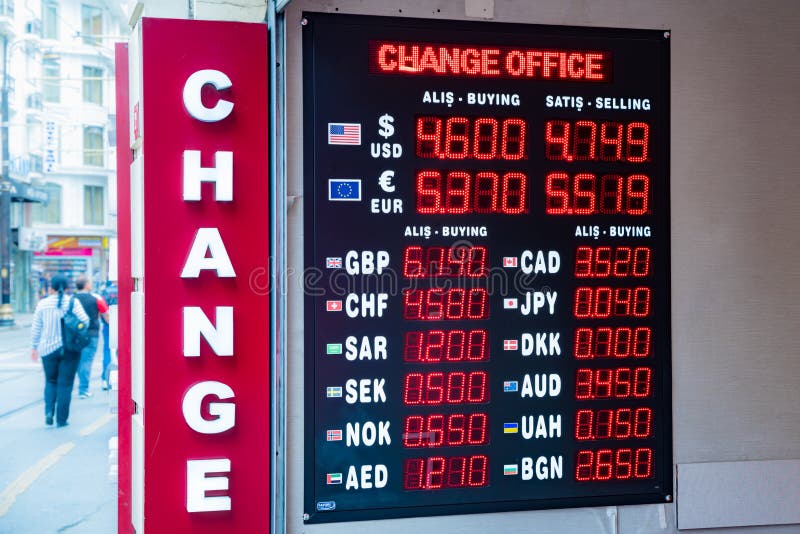 CHANGE
CHANGE OFFICE
ALIŞ - BUYING SATIŞ - SELLING
$ USD 4.600 4.749
€ EUR 5.370 5.519
ALIŞ - BUYING ALIŞ - BUYING
GBP 6.140 CAD 3.520
CHF 4.580 JPY 0.040
SAR 1.200 DKK 0.700
SEK 0.500 AUD 3.450
NOK 0.550 UAH 0.150
AED 1.210 BGN 2.650